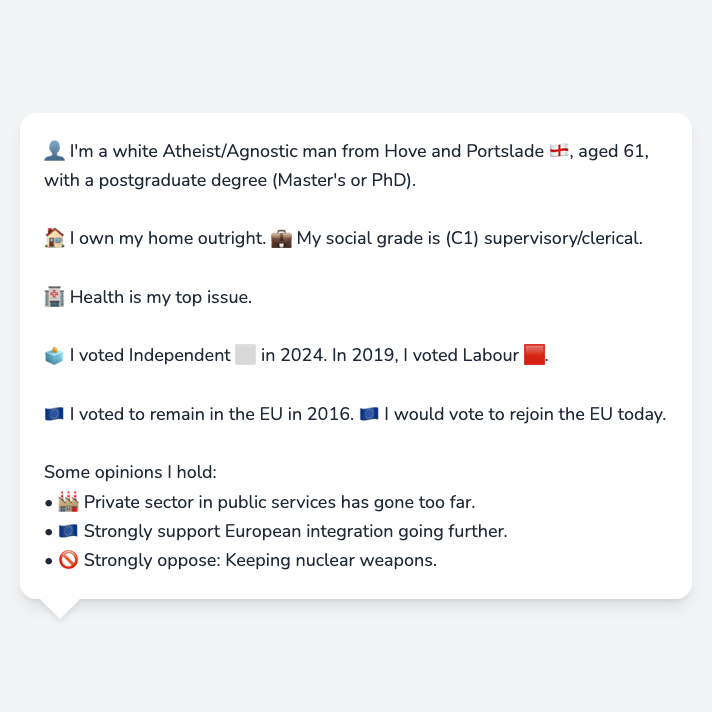 👤 I'm a white Atheist/Agnostic man from Hove and Portslade 🏴󠁧󠁢󠁥󠁮󠁧󠁿, aged 61,
with a postgraduate degree (Master's or PhD).
🏠 I own my home outright. 💼 My social grade is (C1) supervisory/clerical.
🏥 Health is my top issue.
🗳️ I voted Independent ⬜ in 2024. In 2019, I voted Labour 🟥.
🇪🇺 I voted to remain in the EU in 2016. 🇪🇺 I would vote to rejoin the EU today.
Some opinions I hold:
• 🏭 Private sector in public services has gone too far.
• 🇪🇺 Strongly support European integration going further.
• 🚫 Strongly oppose: Keeping nuclear weapons.